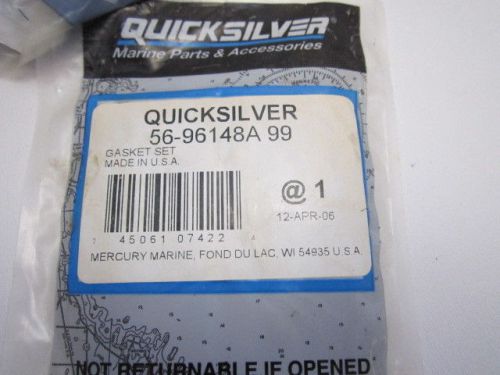 QUICKSILVER
Marine Parts & Accessories
QUICKSILVER
56-96148A 99
GASKET SET
MADE IN U.S.A.
@ 1
12-APR-06
45061 07422
MERCURY MARINE, FOND DU LAC, WI 54935 U.S.A.
NOT RETURNABLE IF OPENED